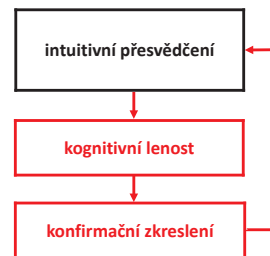 intuitivní přesvědčení
kognitivní lenost
konfirmační zkreslení